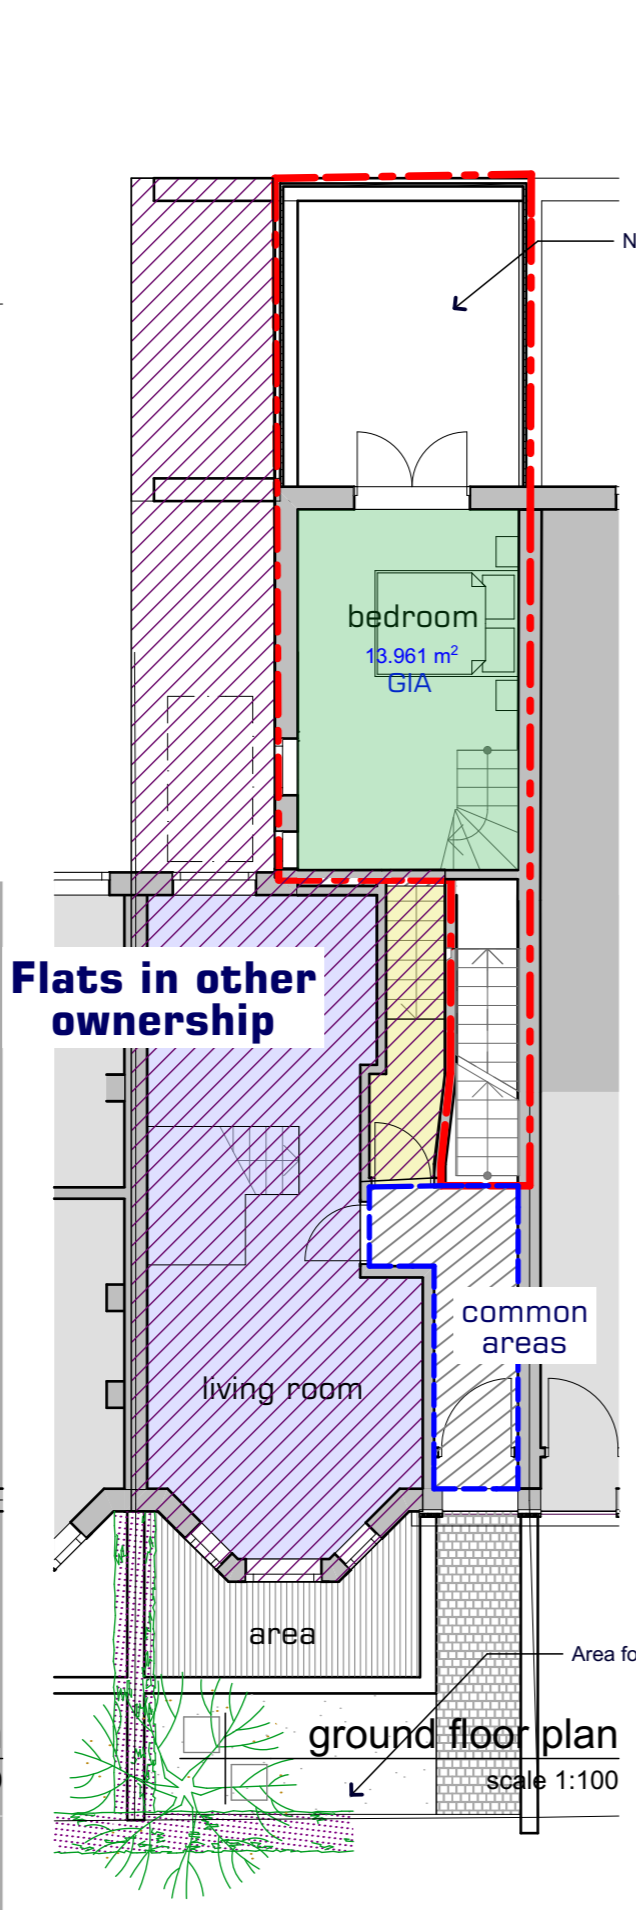 N
bedroom
13.961 m²
GIA
Flats in other
ownership
common
areas
living room
area
Area fo
ground floor plan
scale 1:100